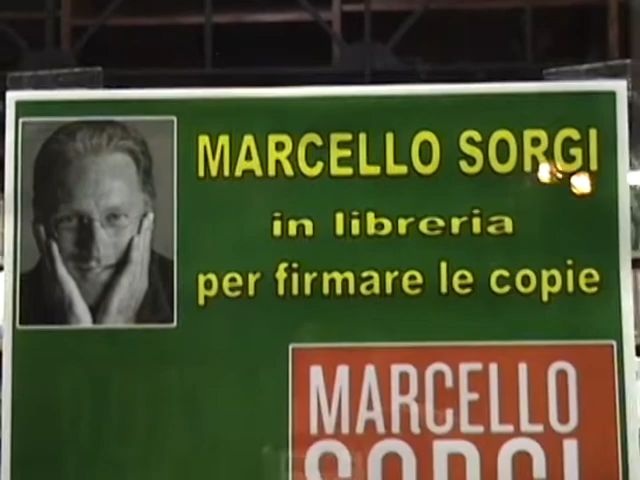 MARCELLO SORGI
in libreria
per firmare le copie
MARCELLO
SORGI